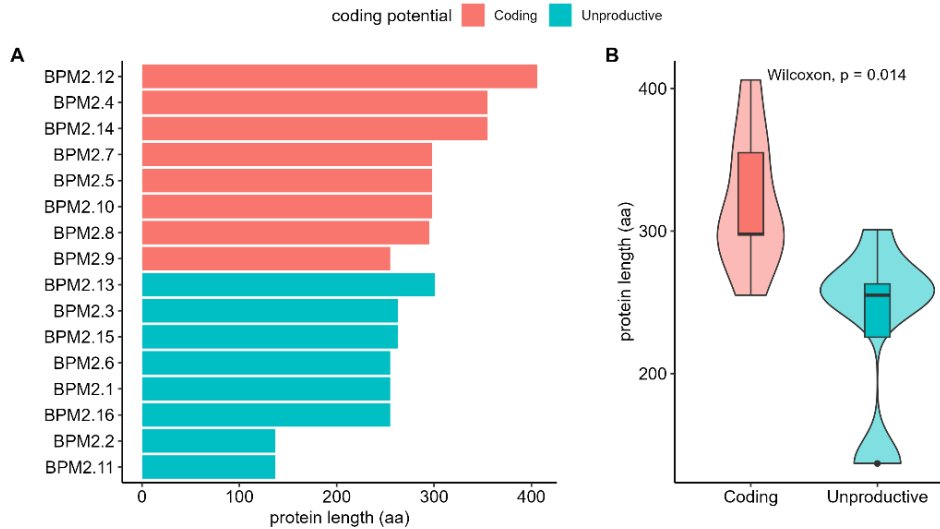 coding potential Coding Unproductive
A
BPM2.12
BPM2.4
BPM2.14
BPM2.7
BPM2.5
BPM2.10
BPM2.8
BPM2.9
BPM2.13
BPM2.3
BPM2.15
BPM2.6
BPM2.1
BPM2.16
BPM2.2
BPM2.11
0 100 200 300 400
protein length (aa)
B
Wilcoxon, p = 0.014
400
300
200
protein length (aa)
Coding Unproductive